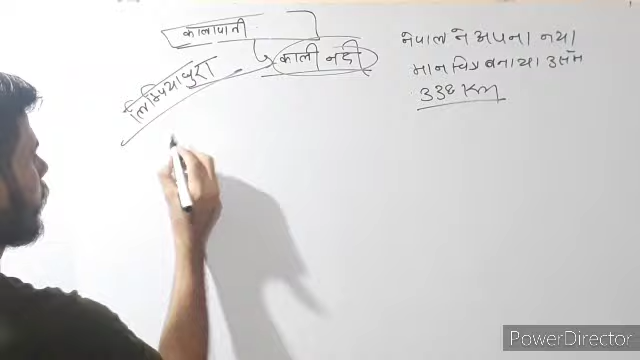 कालापानी
काली नदी
लिम्पियाधुरा
नेपाल ने अपना नया
मानचित्र बनाया उसमें
338 KM
PowerDirector